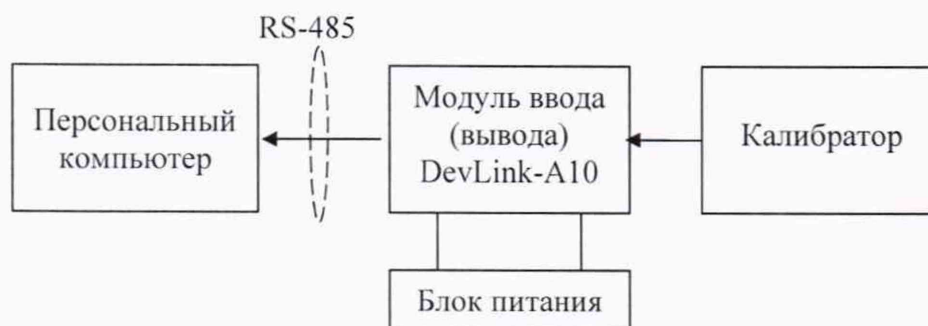 RS-485
Персональный
компьютер
Модуль ввода
(вывода)
DevLink-A10
Калибратор
Блок питания